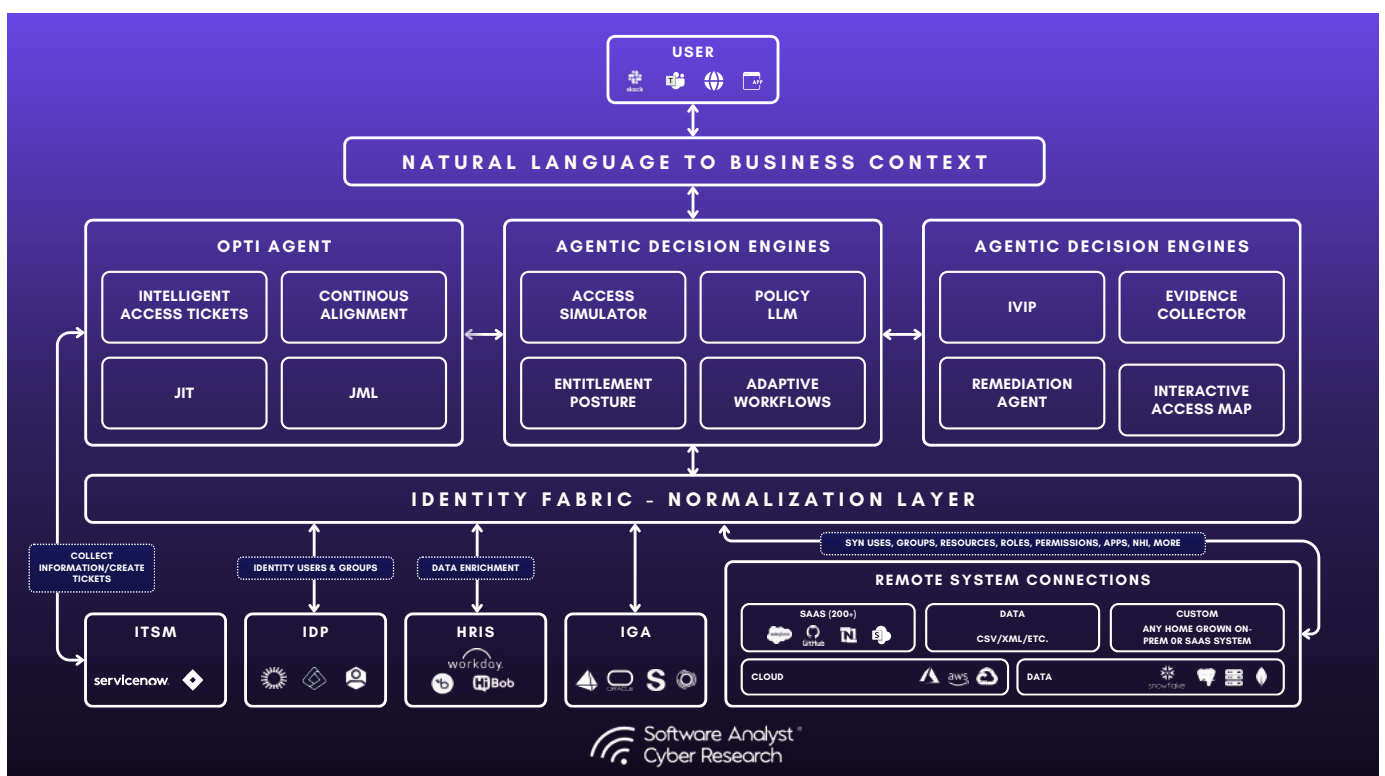 USER
slack
APP
NATURAL LANGUAGE TO BUSINESS CONTEXT
OPTI AGENT
INTELLIGENT
ACCESS TICKETS
CONTINOUS
ALIGNMENT
JIT
JML
AGENTIC DECISION ENGINES
ACCESS
SIMULATOR
POLICY
LLM
ENTITLEMENT
POSTURE
ADAPTIVE
WORKFLOWS
AGENTIC DECISION ENGINES
IVIP
EVIDENCE
COLLECTOR
REMEDIATION
AGENT
INTERACTIVE
ACCESS MAP
IDENTITY FABRIC - NORMALIZATION LAYER
COLLECT
INFORMATION/CREATE
TICKETS
IDENTITY USERS & GROUPS
DATA ENRICHMENT
SYN USES, GROUPS, RESOURCES, ROLES, PERMISSIONS, APPS, NHI, MORE
ITSM
servicenow.
IDP
HRIS
workday.
b
Hi Bob
IGA
ORACLE
S
REMOTE SYSTEM CONNECTIONS
SAAS (200+)
GitHub
N
S
DATA
CSV/XML/ETC.
CUSTOM
ANY HOME GROWN ON-
PREM OR SAAS SYSTEM
CLOUD
aws
DATA
snowflake
Software Analyst
Cyber Research